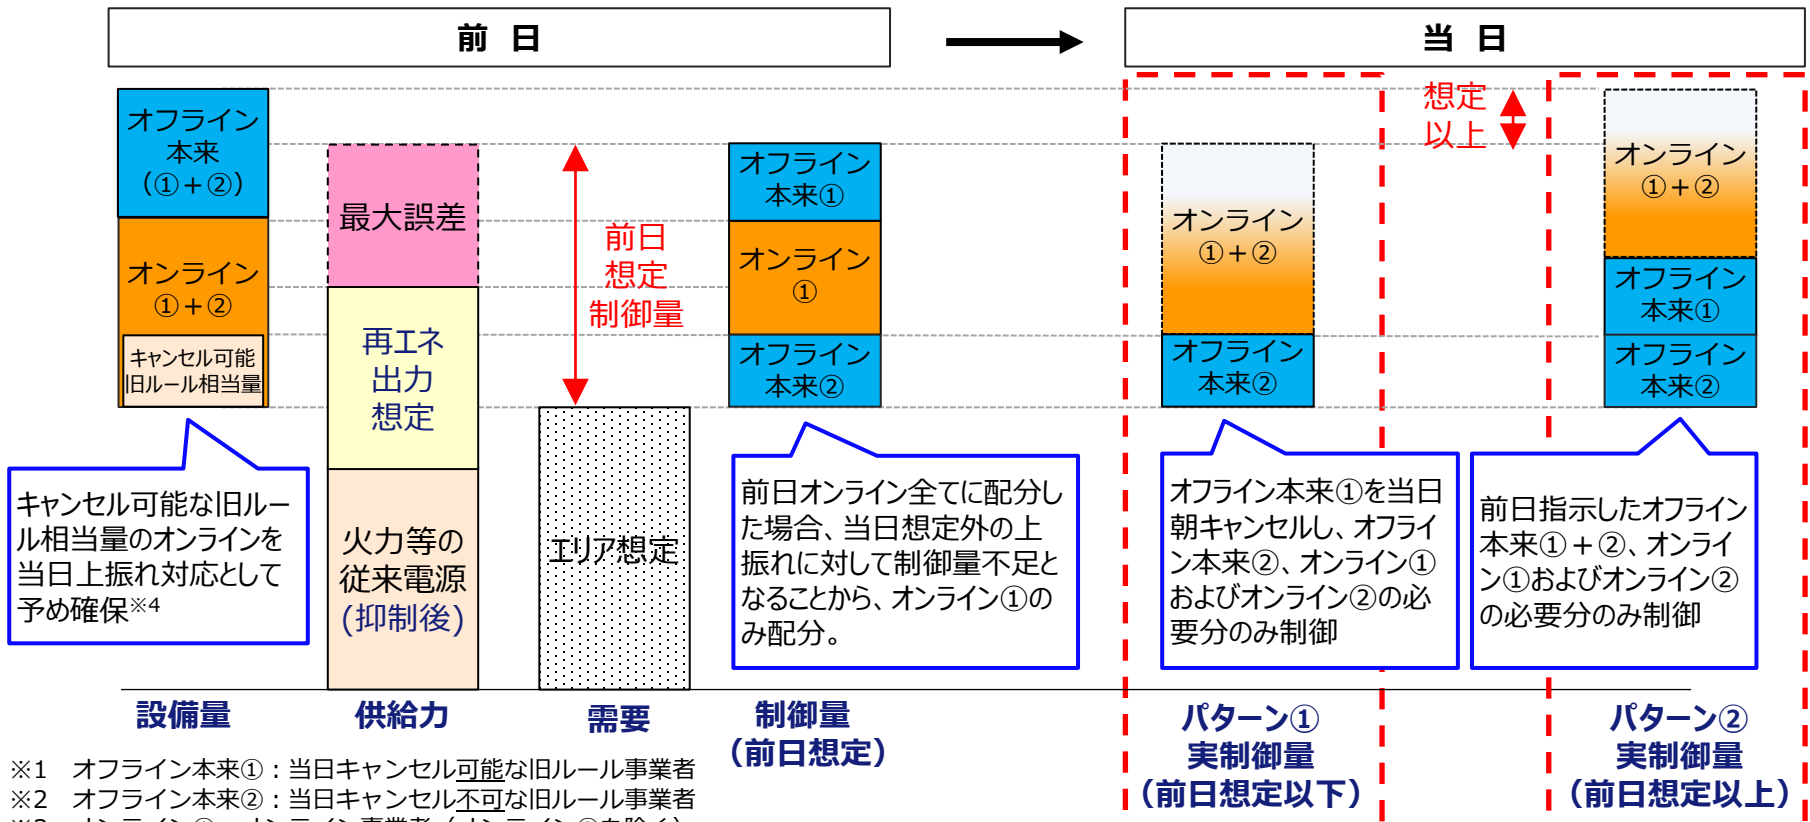 前 日
当 日
オフライン
本来
（①＋②）
オンライン
①＋②
キャンセル可能
旧ルール相当量
最大誤差
再エネ
出力
想定
火力等の
従来電源
(抑制後)
前日
想定
制御量
エリア想定
オフライン
本来①
オンライン
①
オフライン
本来②
オンライン
①＋②
オフライン
本来②
想定
以上
オンライン
①＋②
オフライン
本来①
オフライン
本来②
キャンセル可能な旧ルー
ル相当量のオンラインを
当日上振れ対応として
予め確保※4
前日オンライン全てに配分し
た場合、当日想定外の上
振れに対して制御量不足と
なることから、オンライン①の
み配分。
オフライン本来①を当日
朝キャンセルし、オフライ
ン本来②、オンライン①
およびオンライン②の必
要分のみ制御
前日指示したオフライン
本来①＋②、オンライ
ン①およびオンライン②
の必要分のみ制御
設備量
供給力
需要
制御量
（前日想定）
パターン①
実制御量
（前日想定以下）
パターン②
実制御量
（前日想定以上）
※1 オフライン本来①：当日キャンセル可能な旧ルール事業者
※2 オフライン本来②：当日キャンセル不可な旧ルール事業者